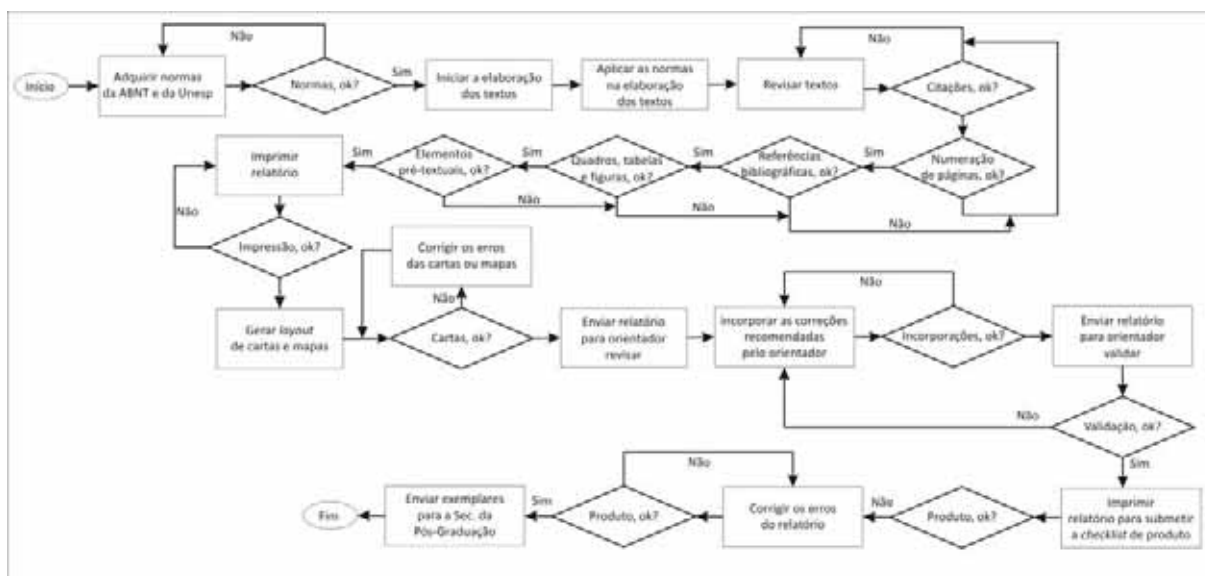 Não
Início
Adquirir normas
da ABNT e da Unesp
Normas, ok?
Sim
Iniciar a elaboração
dos textos
Aplicar as normas
na elaboração
dos textos
Revisar textos
Não
Citações, ok?
Imprimir
relatório
Sim
Elementos
pré-textuais, ok?
Sim
Quadros, tabelas
e figuras, ok?
Sim
Referências
bibliográficas, ok?
Sim
Numeração
de páginas, ok?
Não
Não
Não
Não
Impressão, ok?
Corrigir os erros
das cartas ou mapas
Não
Gerar layout
de cartas e mapas
Cartas, ok?
Enviar relatório
para orientador
revisar
Incorporar as correções
recomendadas
pelo orientador
Não
Incorporações, ok?
Enviar relatório
para orientador
validar
Não
Validação, ok?
Sim
Fim
Enviar exemplares
para a Sec. da
Pós-Graduação
Sim
Produto, ok?
Não
Corrigir os erros
do relatório
Não
Produto, ok?
Imprimir
relatório para submeter
a checklist de produto